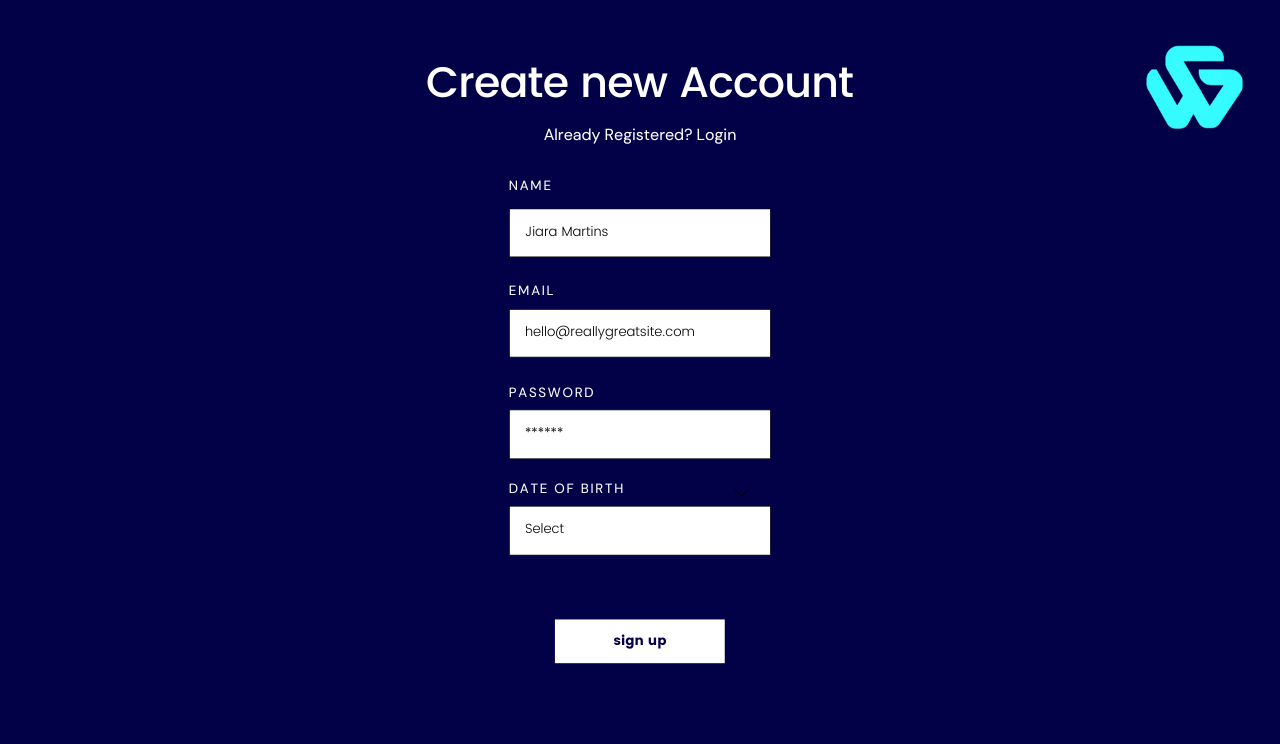 Create new Account
Already Registered? Login
NAME
Jiara Martins
EMAIL
hello@reallygreatsite.com
PASSWORD
******
DATE OF BIRTH
Select
sign up